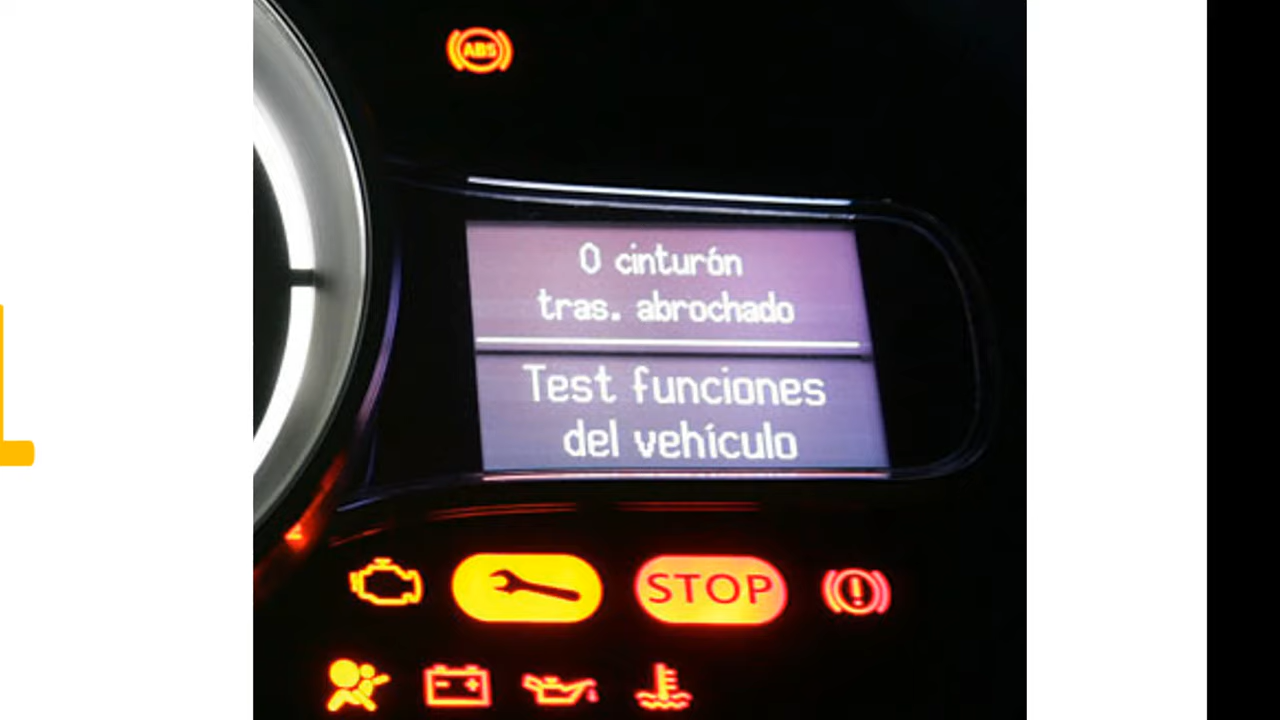 ABS
0 cinturón
tras. abrochado
Test funciones
del vehículo
STOP